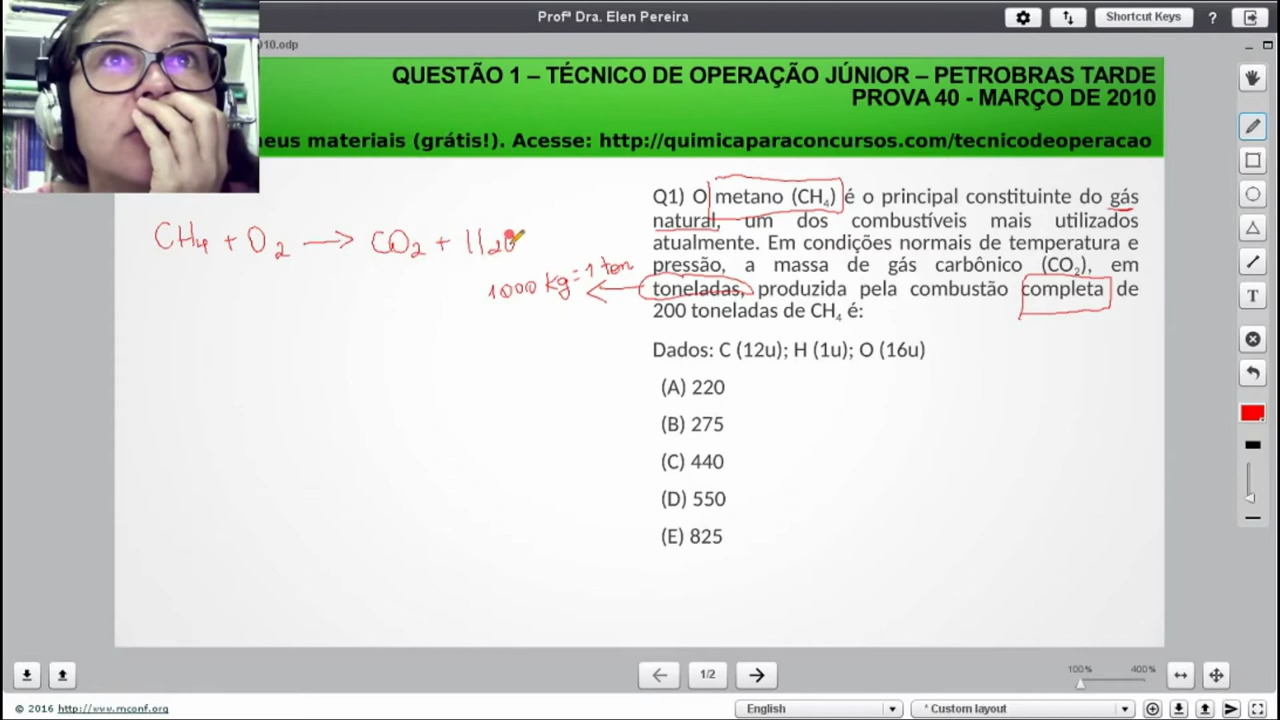 Profª Dra. Elen Pereira
Shortcut Keys
?
010.odp
QUESTÃO 1 – TÉCNICO DE OPERAÇÃO JÚNIOR – PETROBRAS TARDE
PROVA 40 - MARÇO DE 2010
meus materiais (grátis!). Acesse: http://quimicaparaconcursos.com/tecnicodeoperacao
CH₄ + O₂ → CO₂ + H₂O
1000 kg = 1 ton
Q1) O metano (CH₄) é o principal constituinte do gás
natural, um dos combustíveis mais utilizados
atualmente. Em condições normais de temperatura e
pressão, a massa de gás carbônico (CO₂), em
toneladas, produzida pela combustão completa de
200 toneladas de CH₄ é:
Dados: C (12u); H (1u); O (16u)
(A) 220
(B) 275
(C) 440
(D) 550
(E) 825
T
1/2
100%
400%
© 2016 http://www.mconf.org
English
* Custom layout